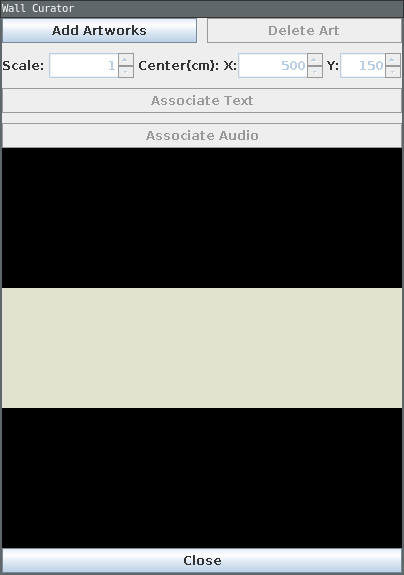 Wall Curator
Add Artworks Delete Art
Scale: 1 Center(cm): X: 500 Y: 150
Associate Text
Associate Audio
Close